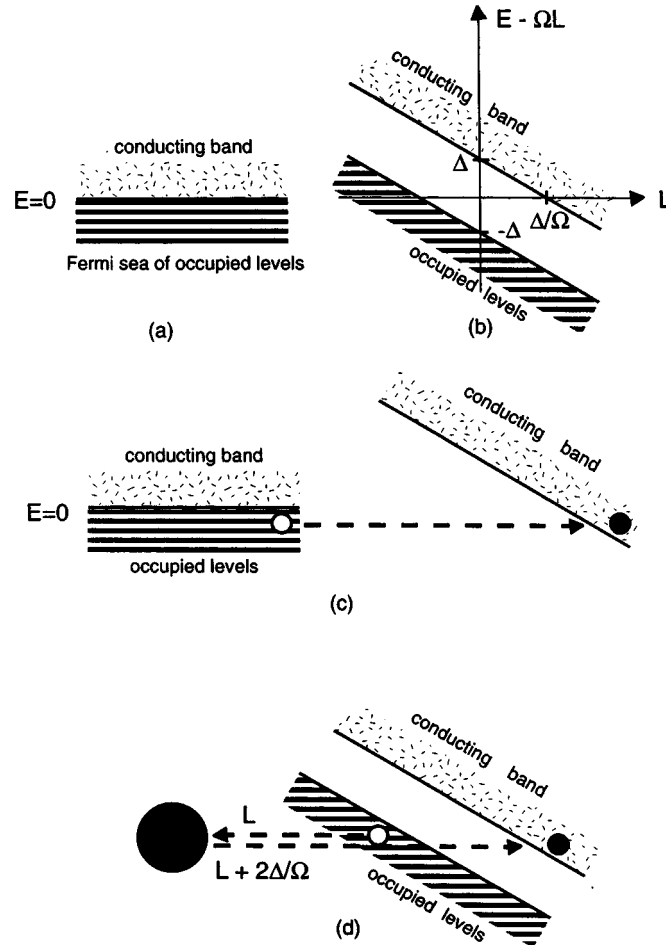 E - ΩL
conducting band
Δ
L
Δ/Ω
-Δ
occupied levels
(b)
conducting band
E=0
Fermi sea of occupied levels
(a)
conducting band
E=0
occupied levels
conducting band
(c)
conducting band
L
L + 2Δ/Ω
occupied levels
(d)